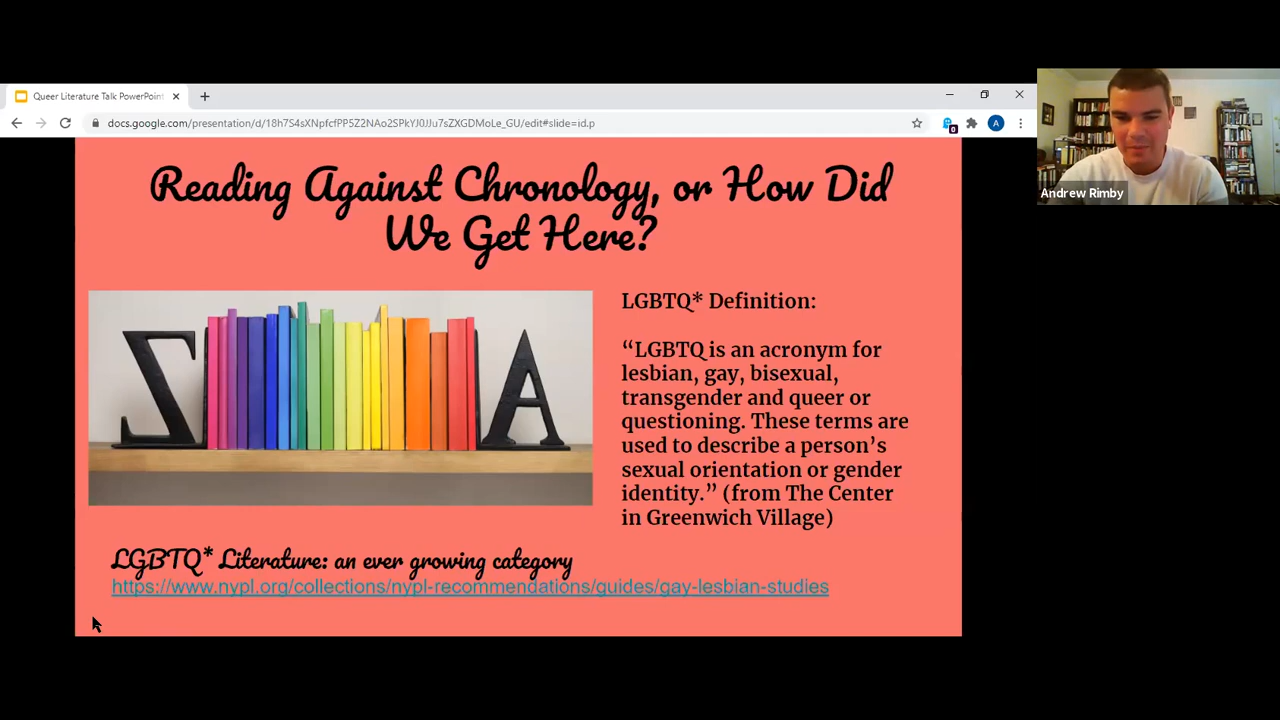 Queer Literature Talk PowerPoint
docs.google.com/presentation/d/18h7S4sXNpfcfPP5Z2NAo2SPkYJ0JJu7sZXGDMoLe_GU/edit#slide=id.p
0
A
Andrew Rimby
Reading Against Chronology, or How Did
We Get Here?
Z A
LGBTQ* Definition:
“LGBTQ is an acronym for
lesbian, gay, bisexual,
transgender and queer or
questioning. These terms are
used to describe a person’s
sexual orientation or gender
identity.” (from The Center
in Greenwich Village)
LGBTQ* Literature: an ever growing category
https://www.nypl.org/collections/nypl-recommendations/guides/gay-lesbian-studies